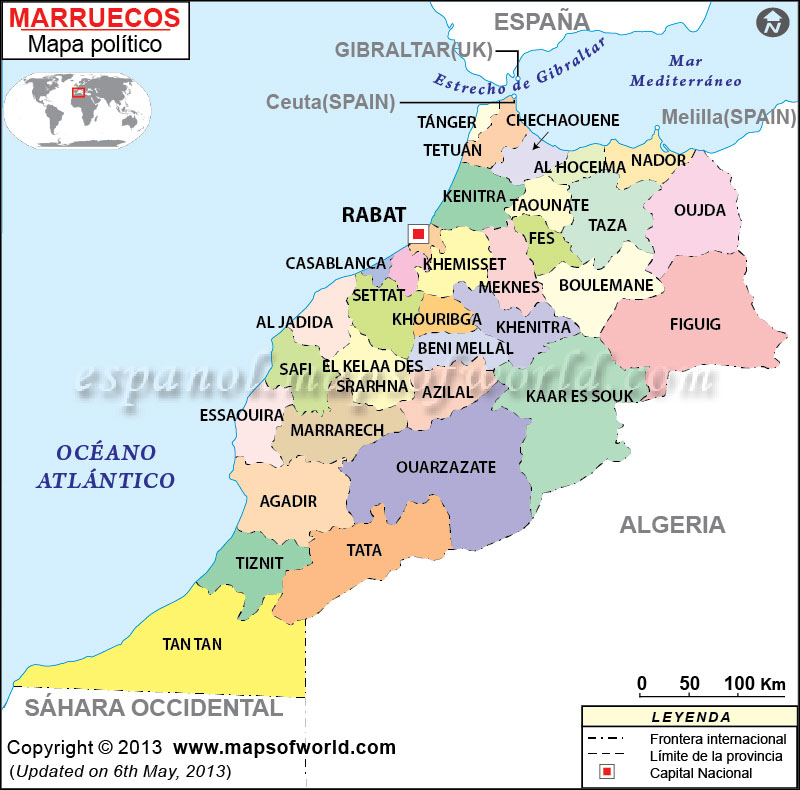 MARRUECOS
Mapa político
ESPAÑA
GIBRALTAR(UK)
Estrecho de Gibraltar
Mar
Mediterráneo
Ceuta(SPAIN)
Melilla(SPAIN)
TÁNGER
CHECHAOUENE
TETUÁN
AL HOCEIMA
NADOR
KENITRA
TAOUNATE
OUJDA
RABAT
TAZA
FES
CASABLANCA
KHEMISSET
MEKNES
BOULEMANE
SETTAT
AL JADIDA
KHOURIBGA
KHENITRA
FIGUIG
BENI MELLAL
SAFI
EL KELAA DES
SRARHNA
AZILAL
KAAR ES SOUK
espanol.mapsofworld.com
ESSAOUIRA
MARRARECH
OCÉANO
ATLÁNTICO
OUARZAZATE
AGADIR
ALGERIA
TATA
TIZNIT
TAN TAN
SÁHARA OCCIDENTAL
0 50 100 Km
LEYENDA
Frontera internacional
Límite de la provincia
Capital Nacional
Copyright © 2013 www.mapsofworld.com
(Updated on 6th May, 2013)